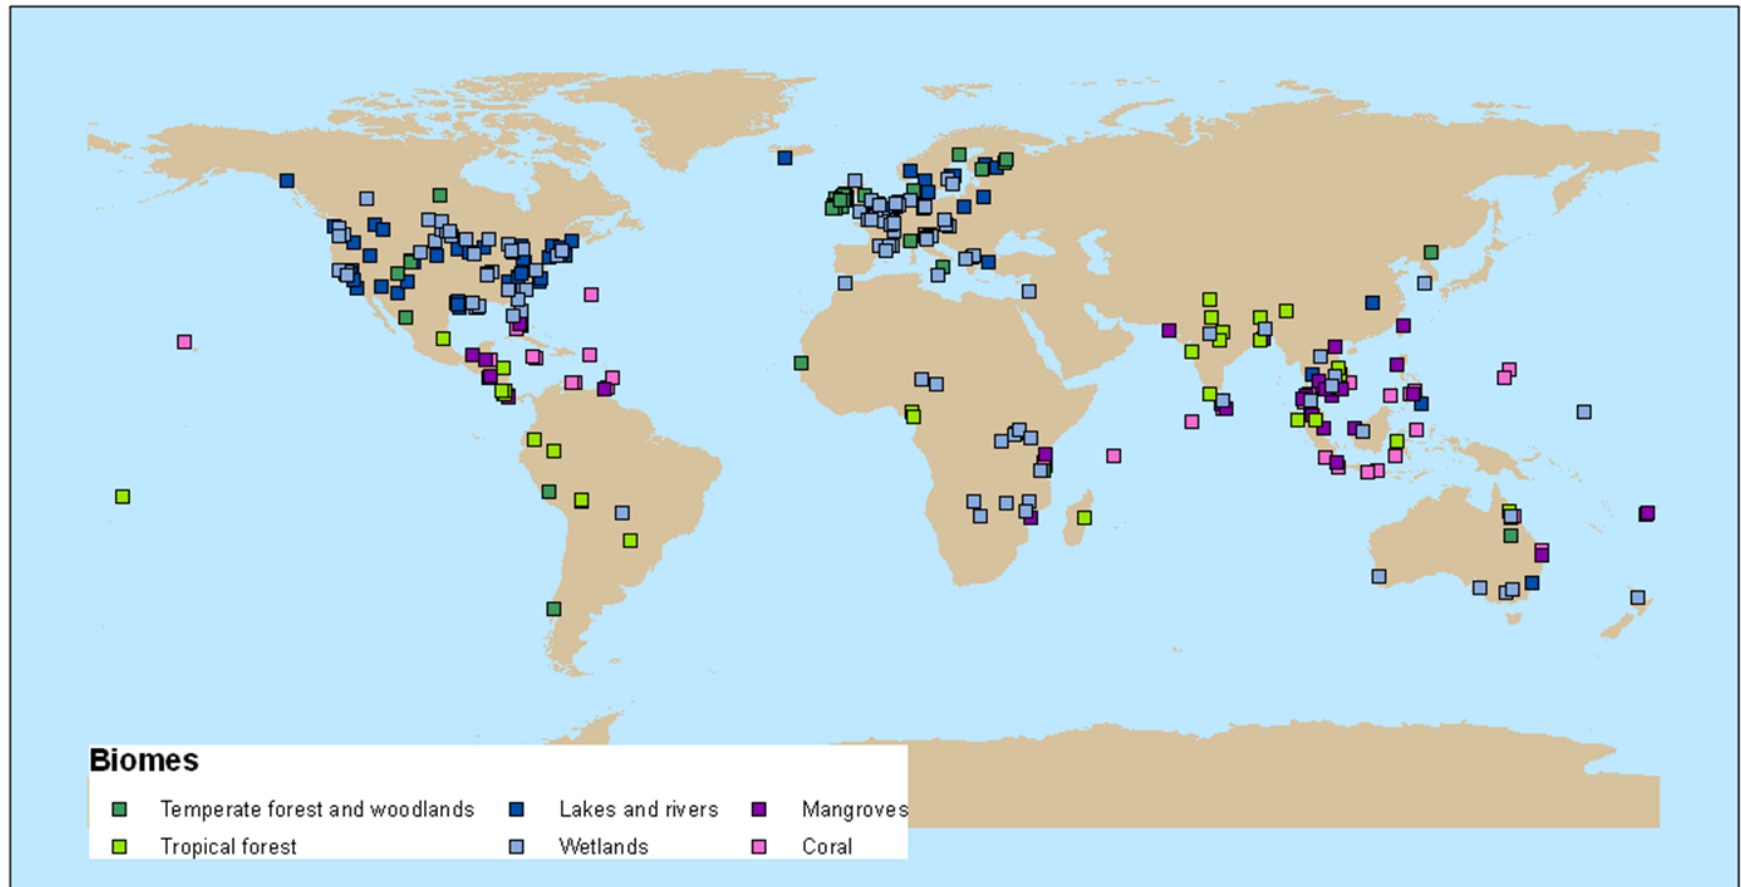 Biomes
Temperate forest and woodlands
Lakes and rivers
Mangroves
Tropical forest
Wetlands
Coral